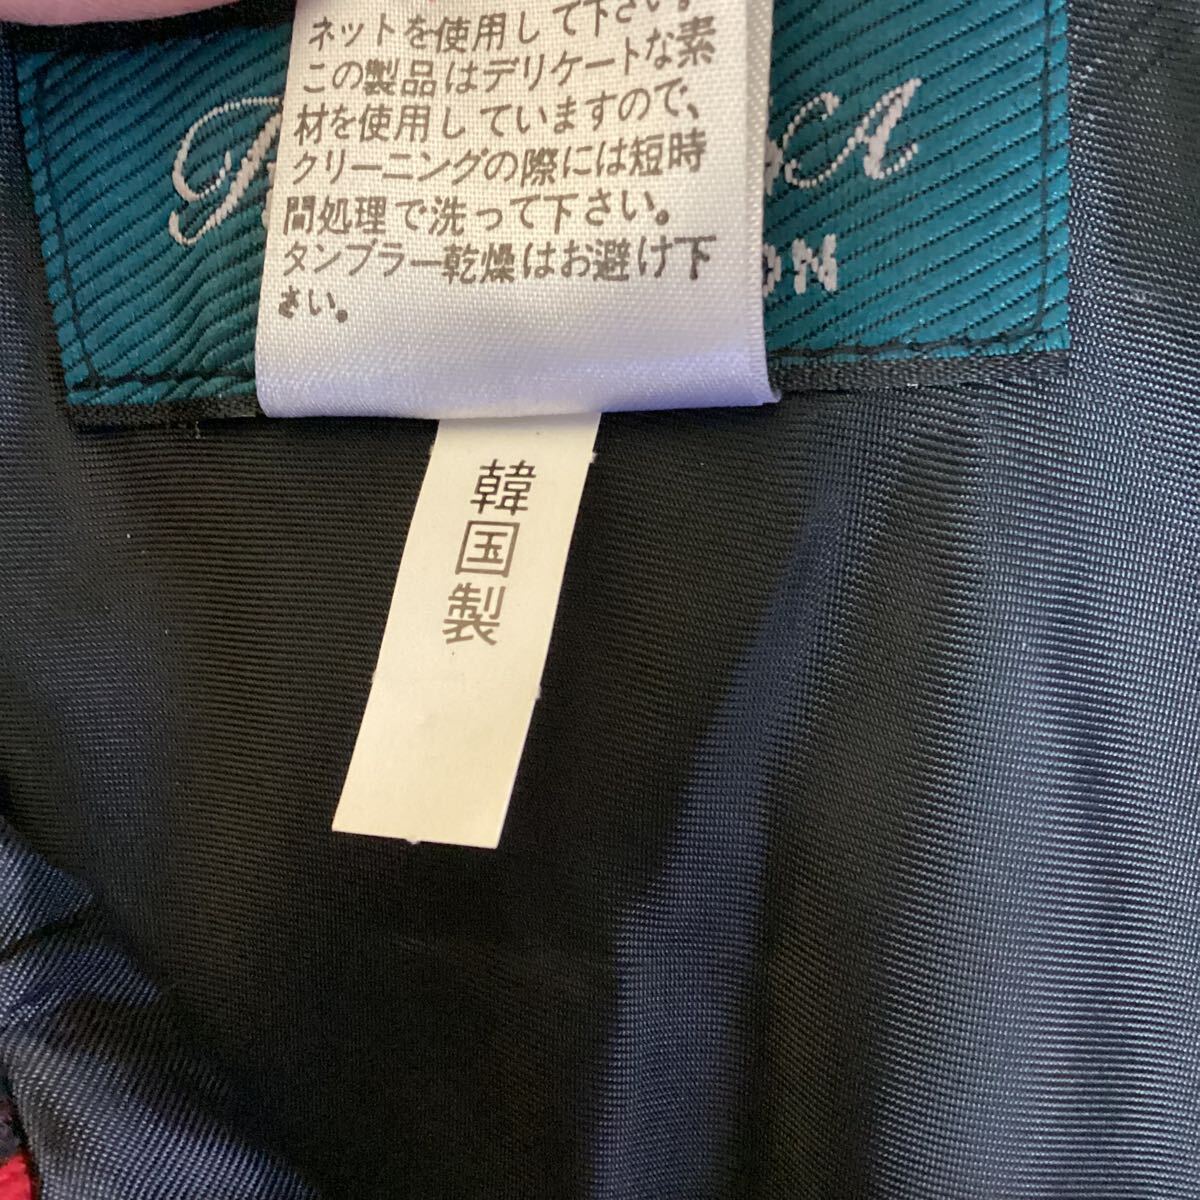 ネットを使用して下さい。
この製品はデリケートな素
材を使用していますので、
クリーニングの際には短時
間処理で洗って下さい。
タンブラー乾燥はお避け下
さい。
韓国製